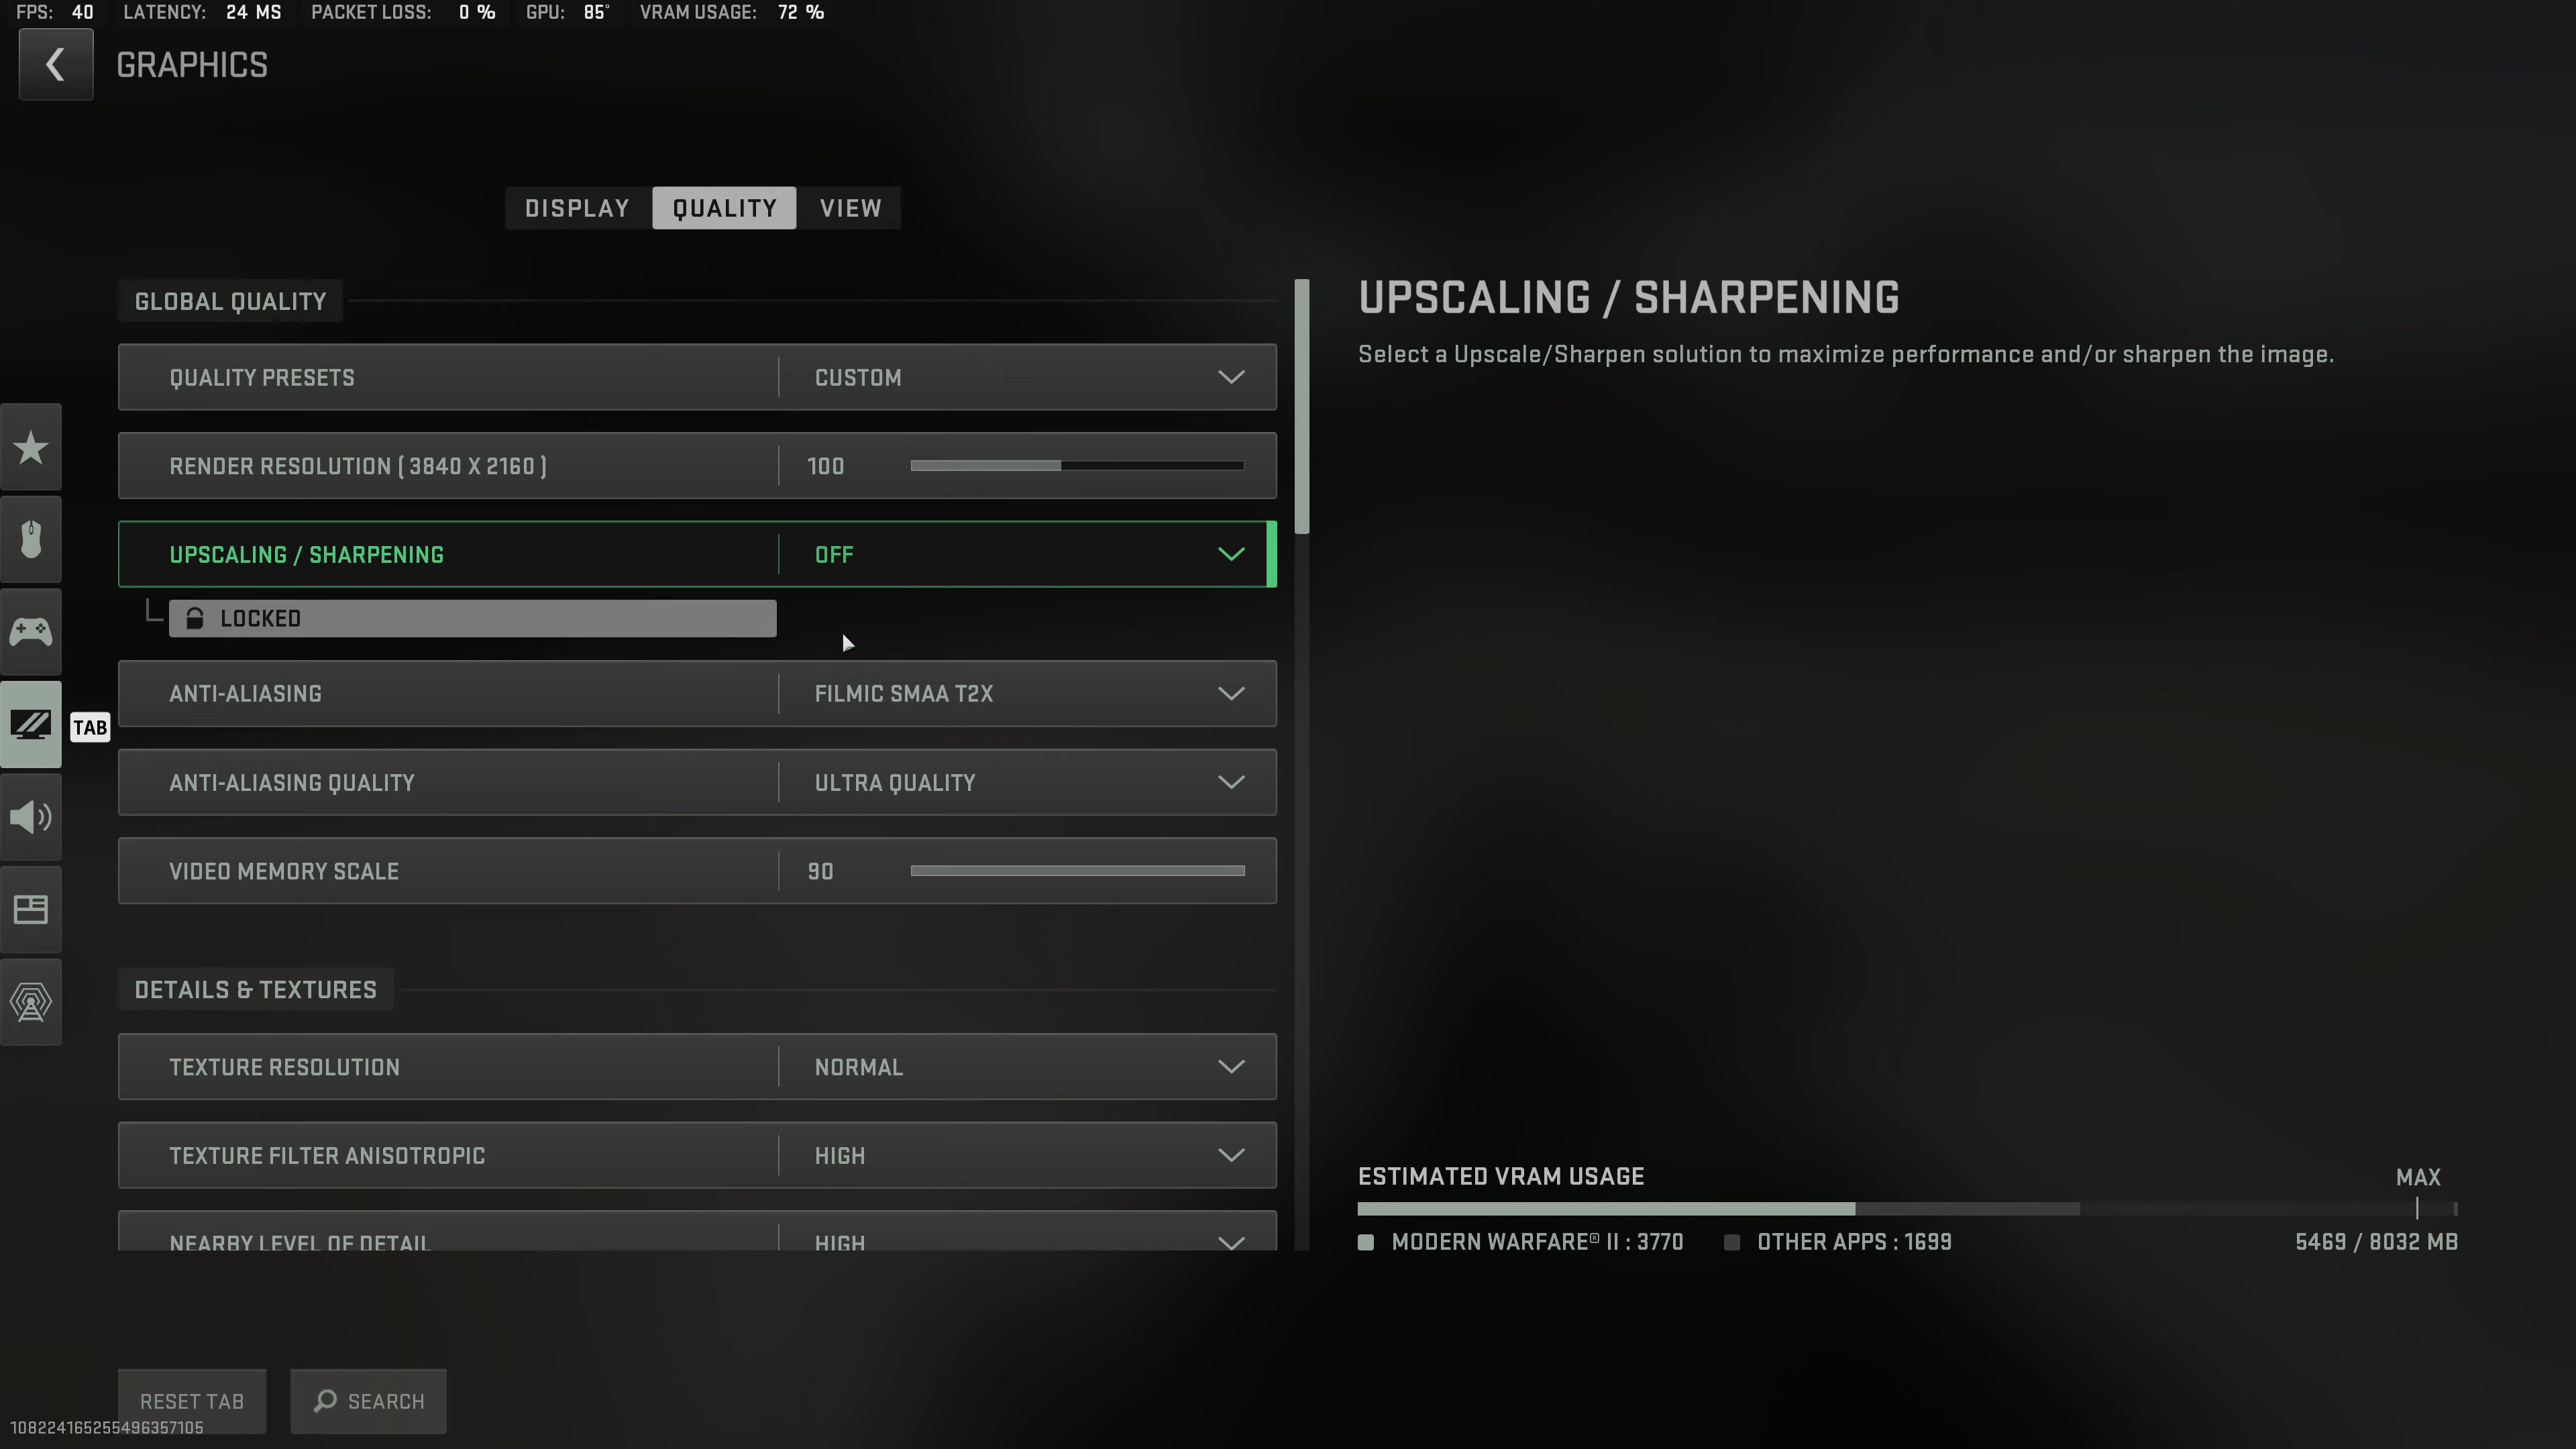 FPS: 40 LATENCY: 24 MS PACKET LOSS: 0 % GPU: 85° VRAM USAGE: 72 %
GRAPHICS
DISPLAY QUALITY VIEW
GLOBAL QUALITY
QUALITY PRESETS CUSTOM
RENDER RESOLUTION ( 3840 X 2160 ) 100
UPSCALING / SHARPENING OFF
LOCKED
ANTI-ALIASING FILMIC SMAA T2X
TAB
ANTI-ALIASING QUALITY ULTRA QUALITY
VIDEO MEMORY SCALE 90
DETAILS & TEXTURES
TEXTURE RESOLUTION NORMAL
TEXTURE FILTER ANISOTROPIC HIGH
NEARBY LEVEL OF DETAIL HIGH
UPSCALING / SHARPENING
Select a Upscale/Sharpen solution to maximize performance and/or sharpen the image.
ESTIMATED VRAM USAGE MAX
MODERN WARFARE® II : 3770 OTHER APPS : 1699 5469 / 8032 MB
RESET TAB SEARCH
10822416525549635​7105